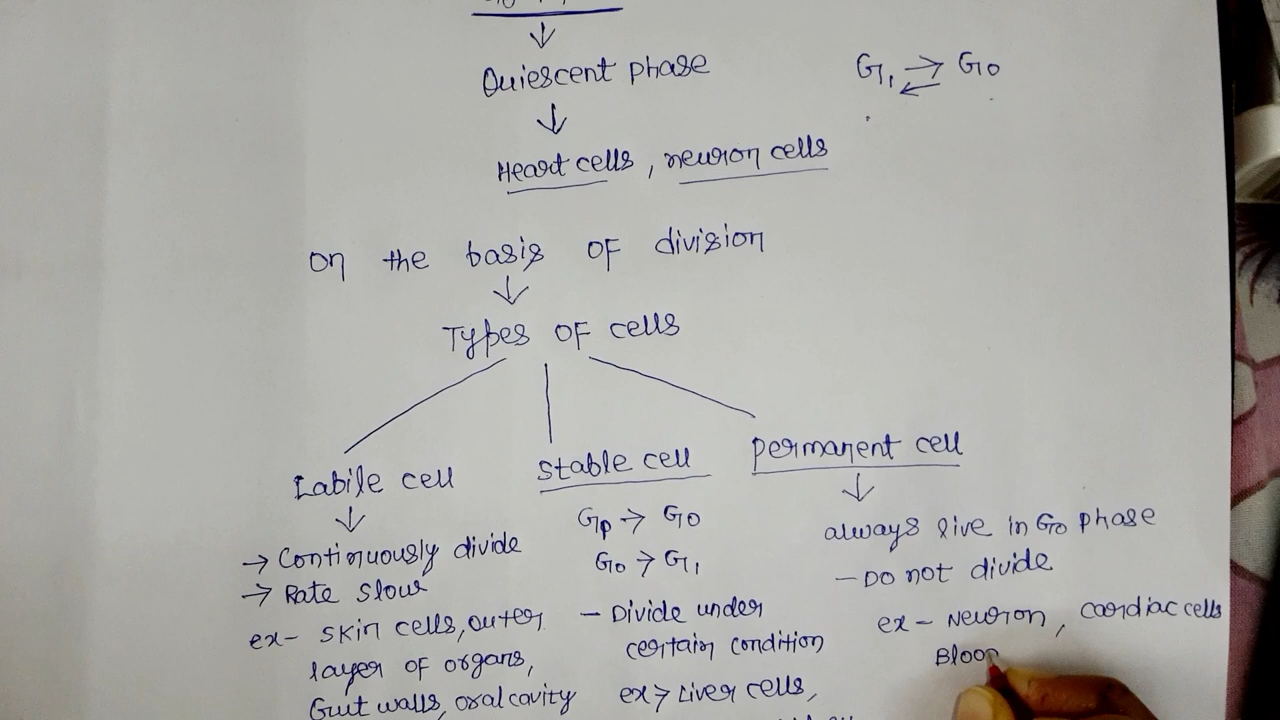 Quiescent phase
G1 ⇌ G0
Heart cells, neuron cells
on the basis of division
Types of cells
Labile cell
stable cell
permanent cell
→ Continuously divide
→ Rate slow
ex- skin cells, outer
layer of organs,
Gut walls, oral cavity
Gp → G0
G0 → G1
- Divide under
certain condition
ex → Liver cells,
always live in G0 phase
- Do not divide
ex - Neuron, cardiac cells
Bloo